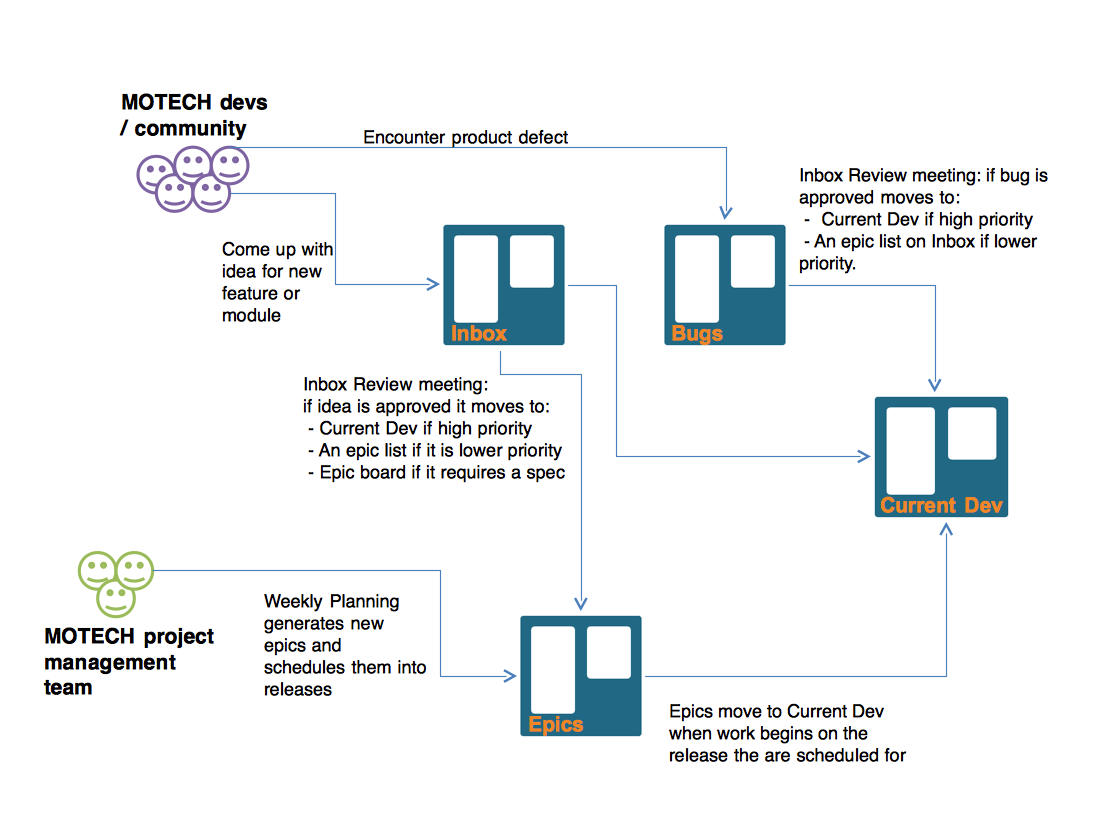 MOTECH devs
/ community
Encounter product defect
Inbox Review meeting: if bug is
approved moves to:
- Current Dev if high priority
- An epic list on Inbox if lower
priority.
Come up with
idea for new
feature or
module
Inbox
Bugs
Inbox Review meeting:
if idea is approved it moves to:
- Current Dev if high priority
- An epic list if it is lower priority
- Epic board if it requires a spec
Current Dev
MOTECH project
management
team
Weekly Planning
generates new
epics and
schedules them into
releases
Epics
Epics move to Current Dev
when work begins on the
release the are scheduled for